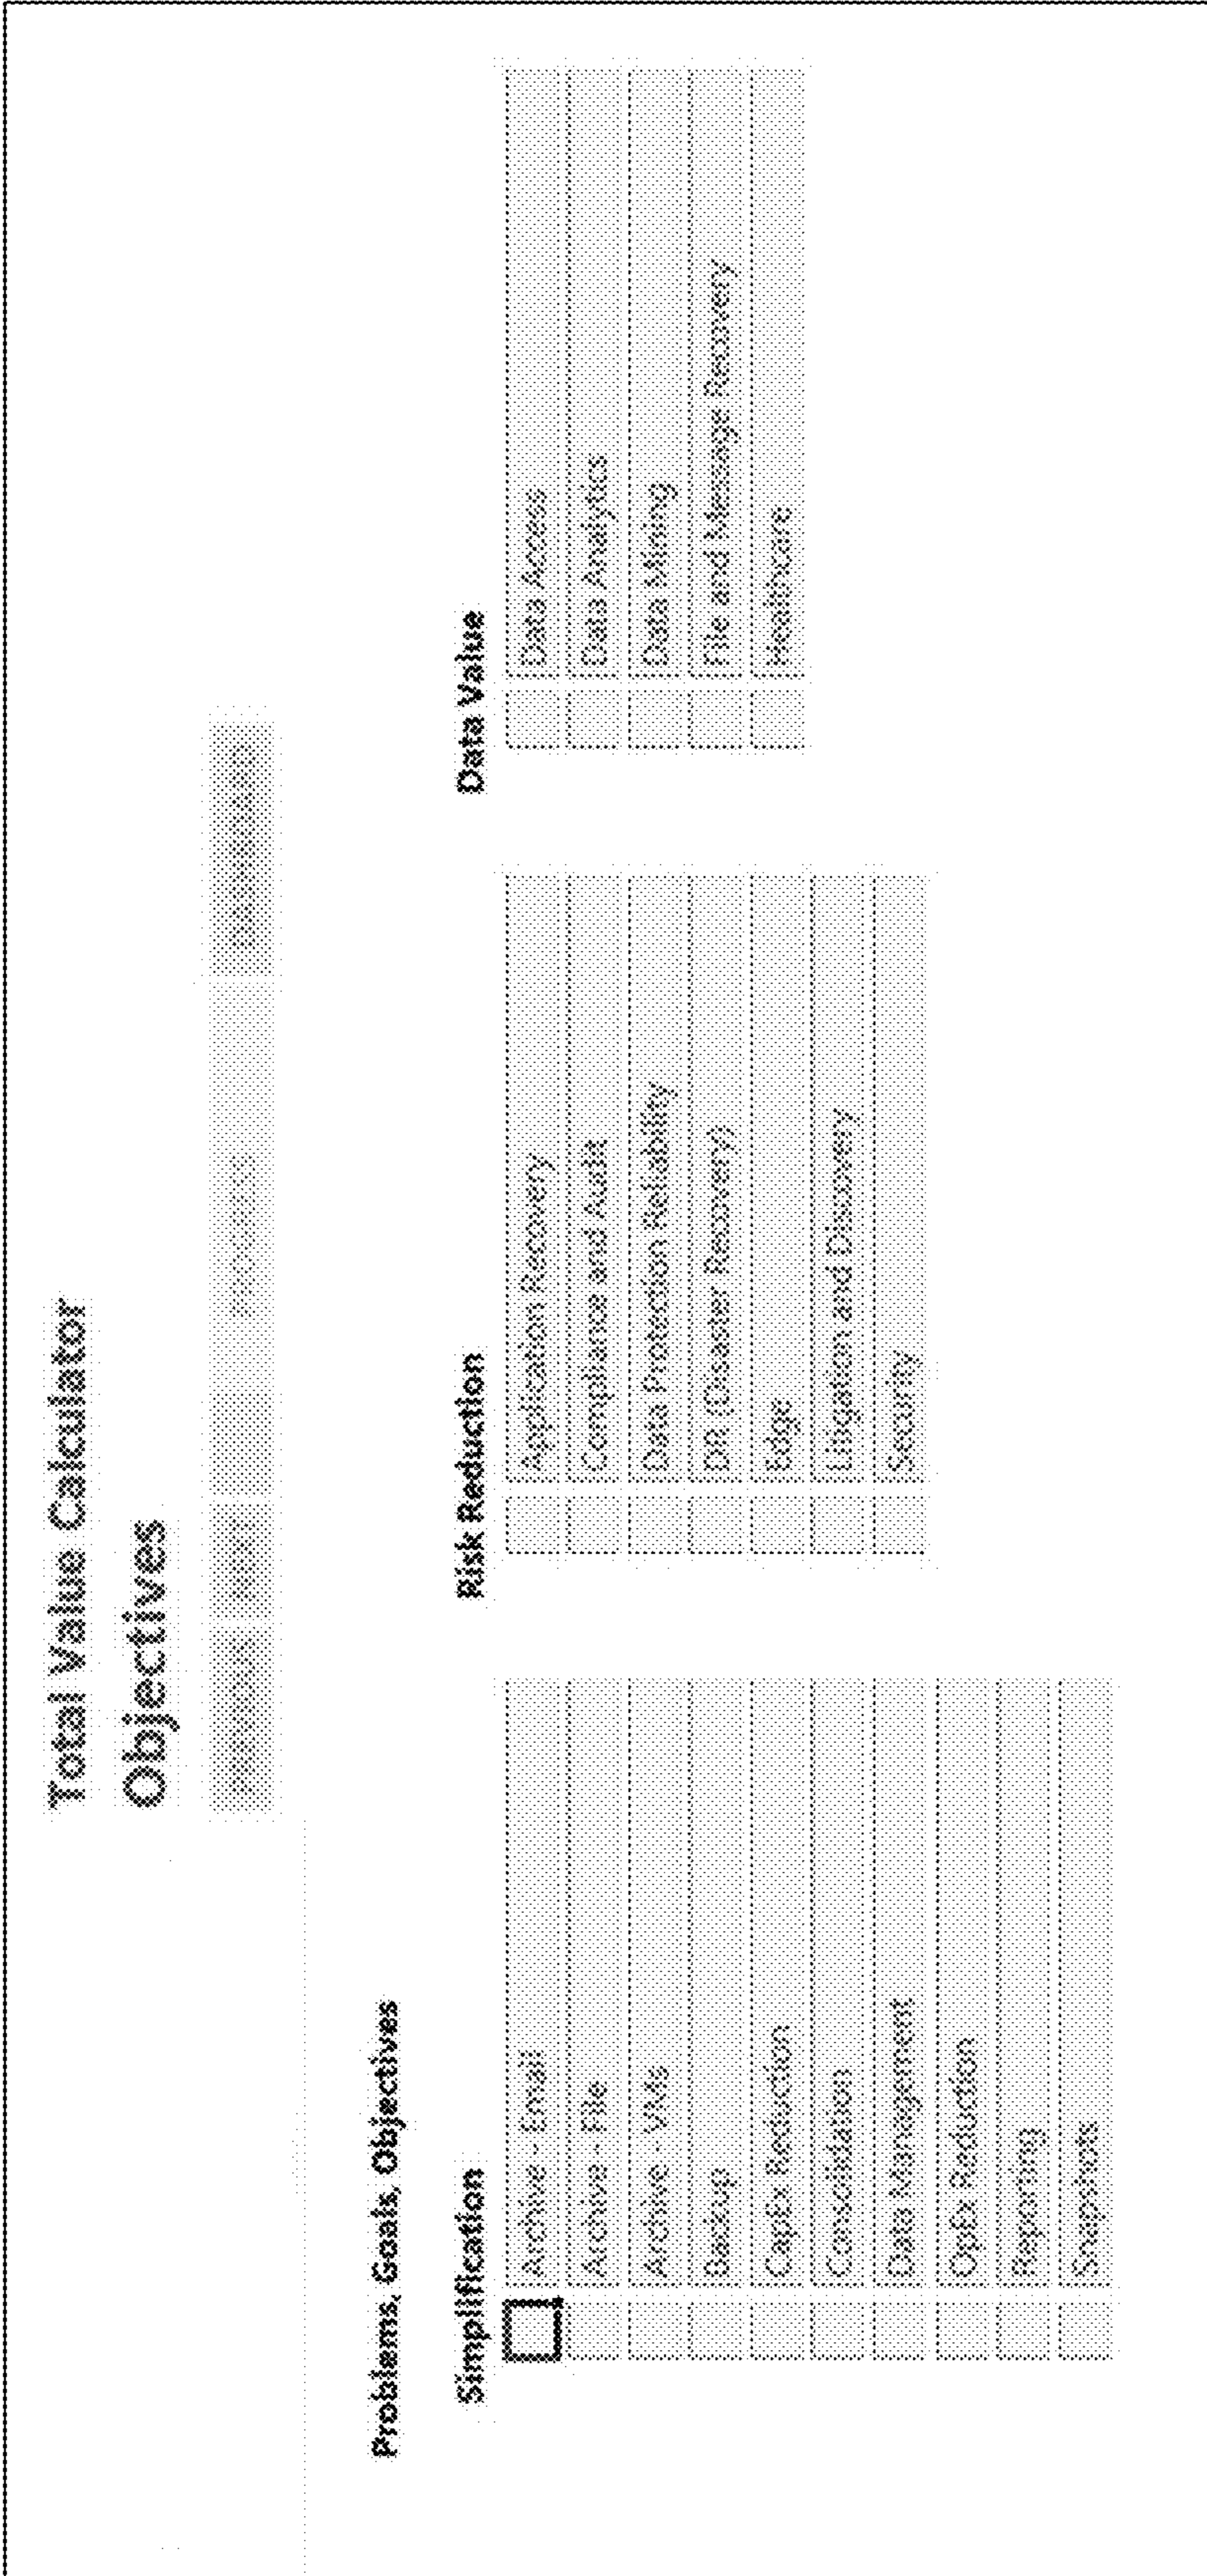 Total Value Calculator
Objectives
Problems, Goals, Objectives
Simplification
Archive - Email
Archive - File
Archive - VMs
Backup
CapEx Reduction
Consolidation
Data Management
OpEx Reduction
Reporting
Snapshots
Risk Reduction
Application Recovery
Compliance and Audit
Data Protection Reliability
DR (Disaster Recovery)
Edge
Litigation and Discovery
Security
Data Value
Data Access
Data Analytics
Data Mining
File and Message Recovery
Healthcare